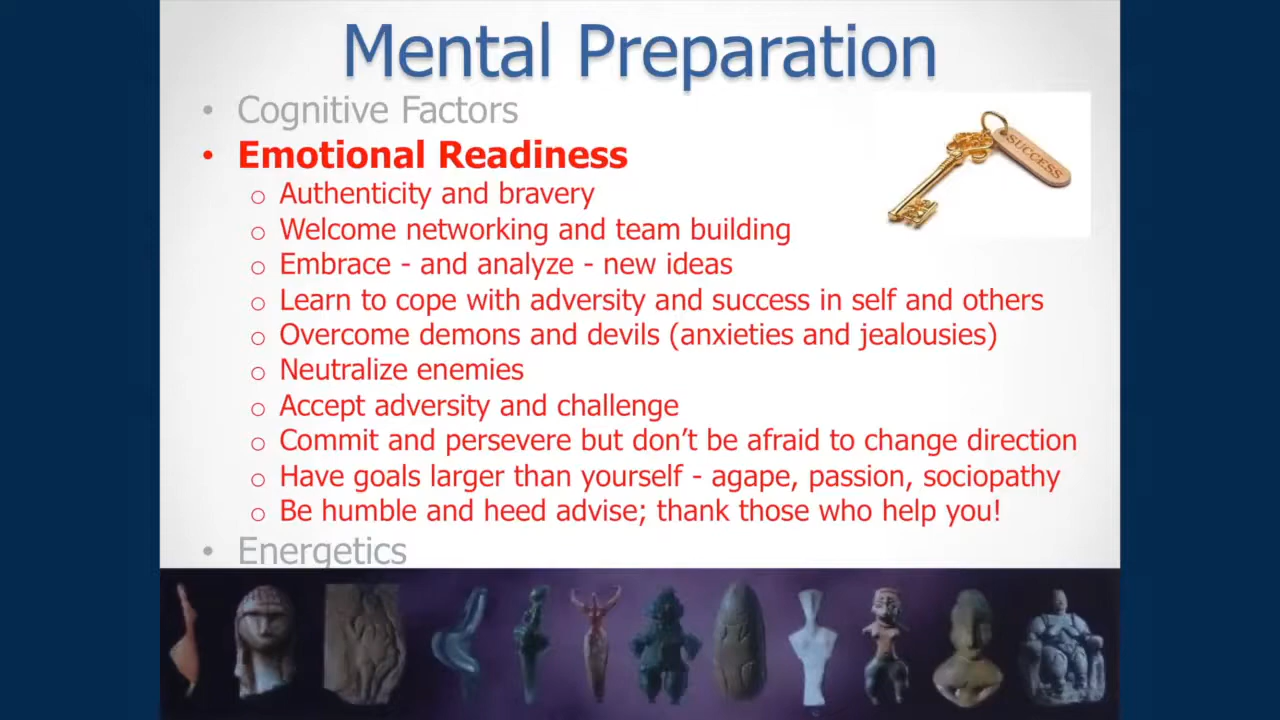 Mental Preparation
• Cognitive Factors
SUCCESS
• Emotional Readiness
o Authenticity and bravery
o Welcome networking and team building
o Embrace - and analyze - new ideas
o Learn to cope with adversity and success in self and others
o Overcome demons and devils (anxieties and jealousies)
o Neutralize enemies
o Accept adversity and challenge
o Commit and persevere but don’t be afraid to change direction
o Have goals larger than yourself - agape, passion, sociopathy
o Be humble and heed advise; thank those who help you!
• Energetics